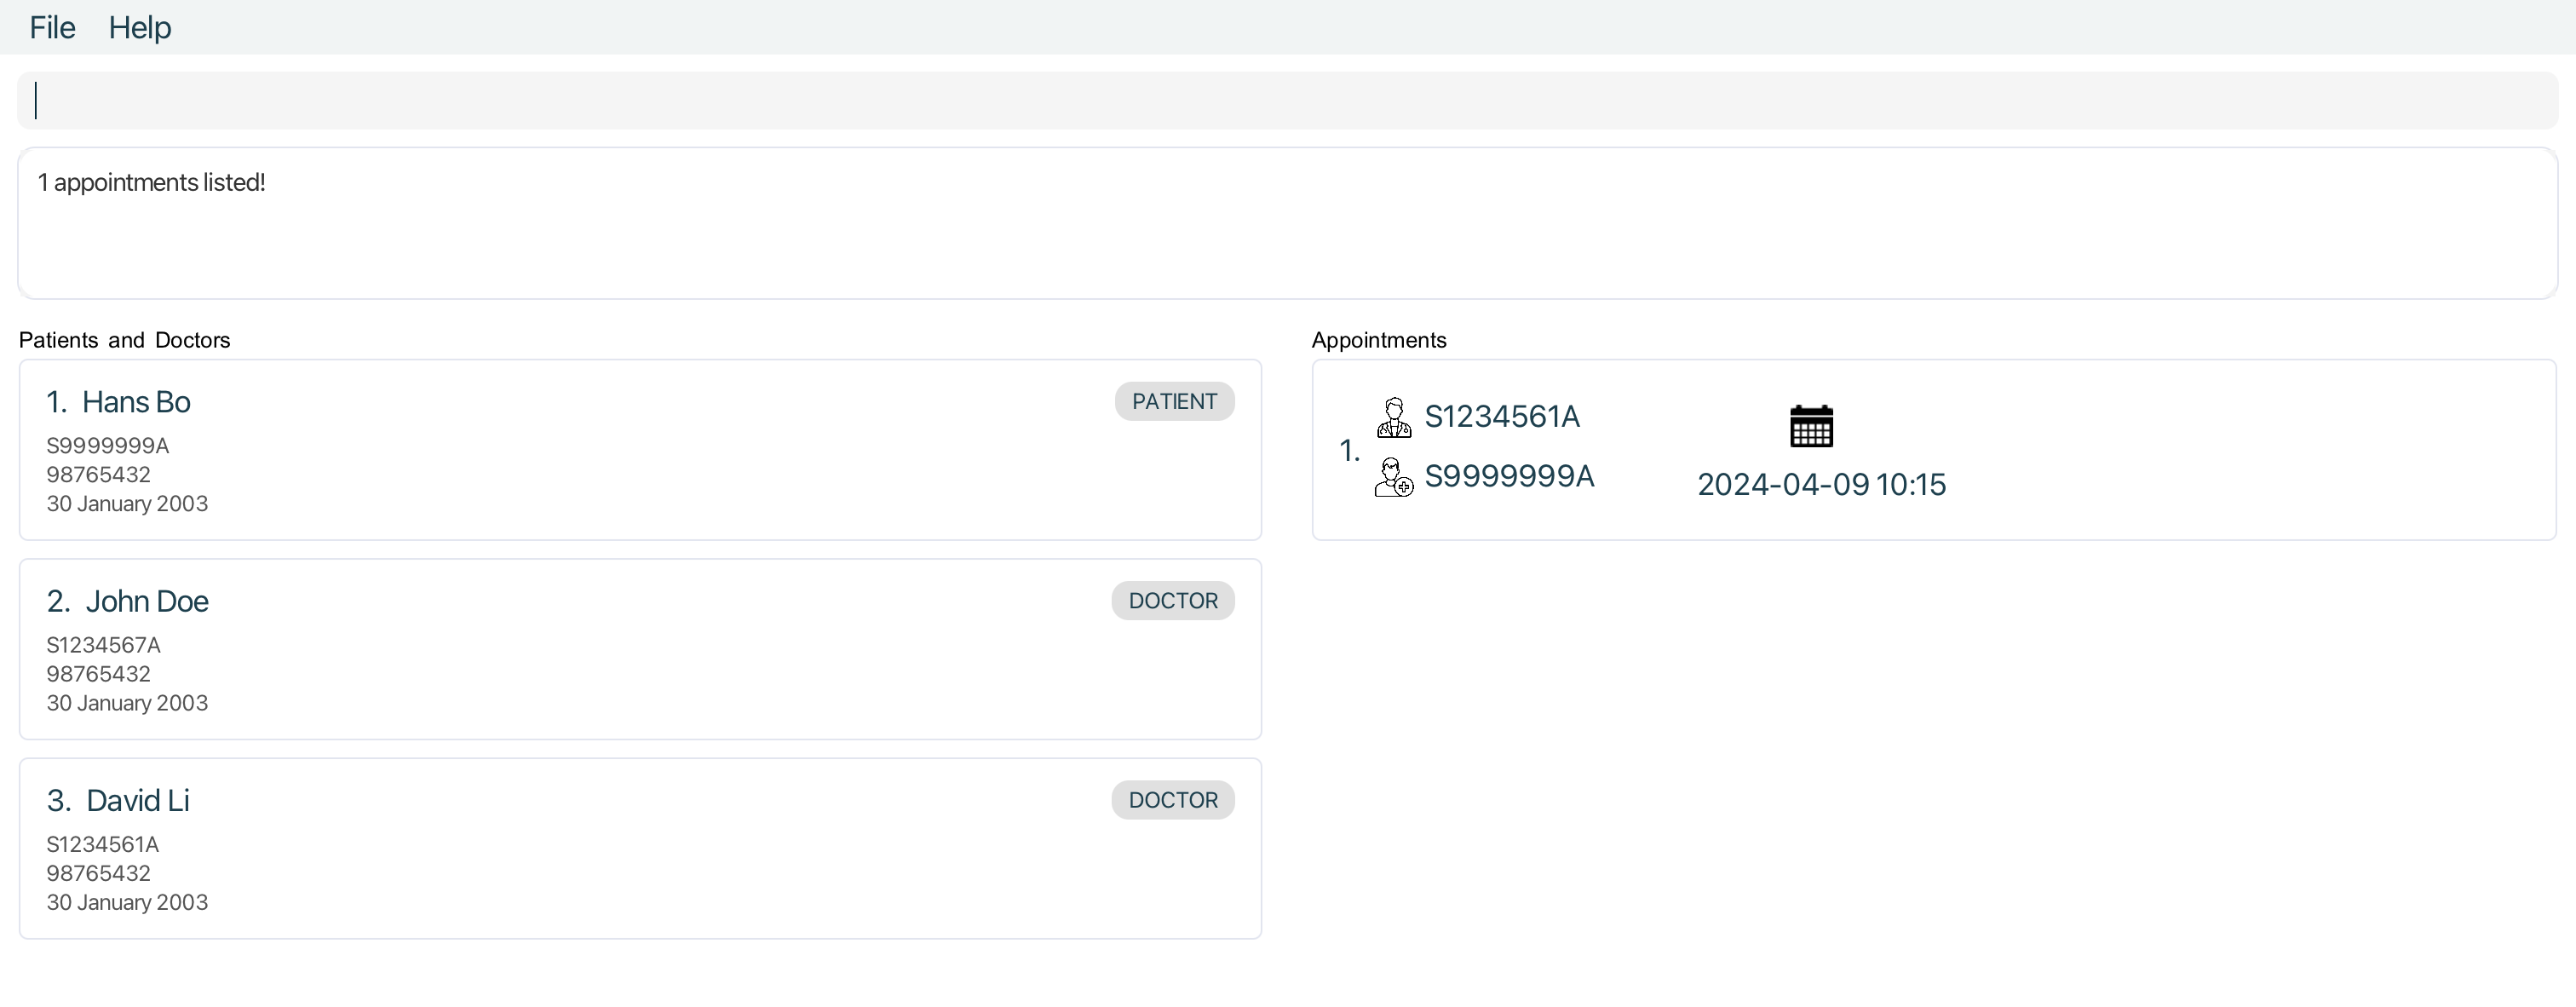 File Help
1 appointments listed!
Patients and Doctors
1. Hans Bo
PATIENT
S9999999A
98765432
30 January 2003
2. John Doe
DOCTOR
S1234567A
98765432
30 January 2003
3. David Li
DOCTOR
S1234561A
98765432
30 January 2003
Appointments
1.
S1234561A
S9999999A
2024-04-09 10:15